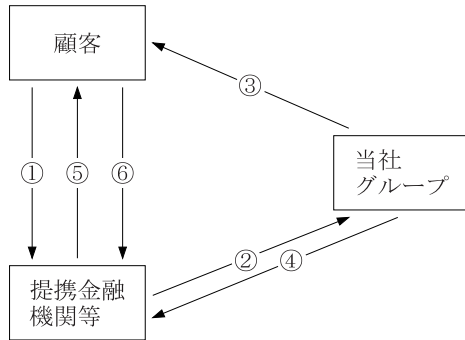 顧客
③
当社
グループ
①
⑤
⑥
②
④
提携金融
機関等